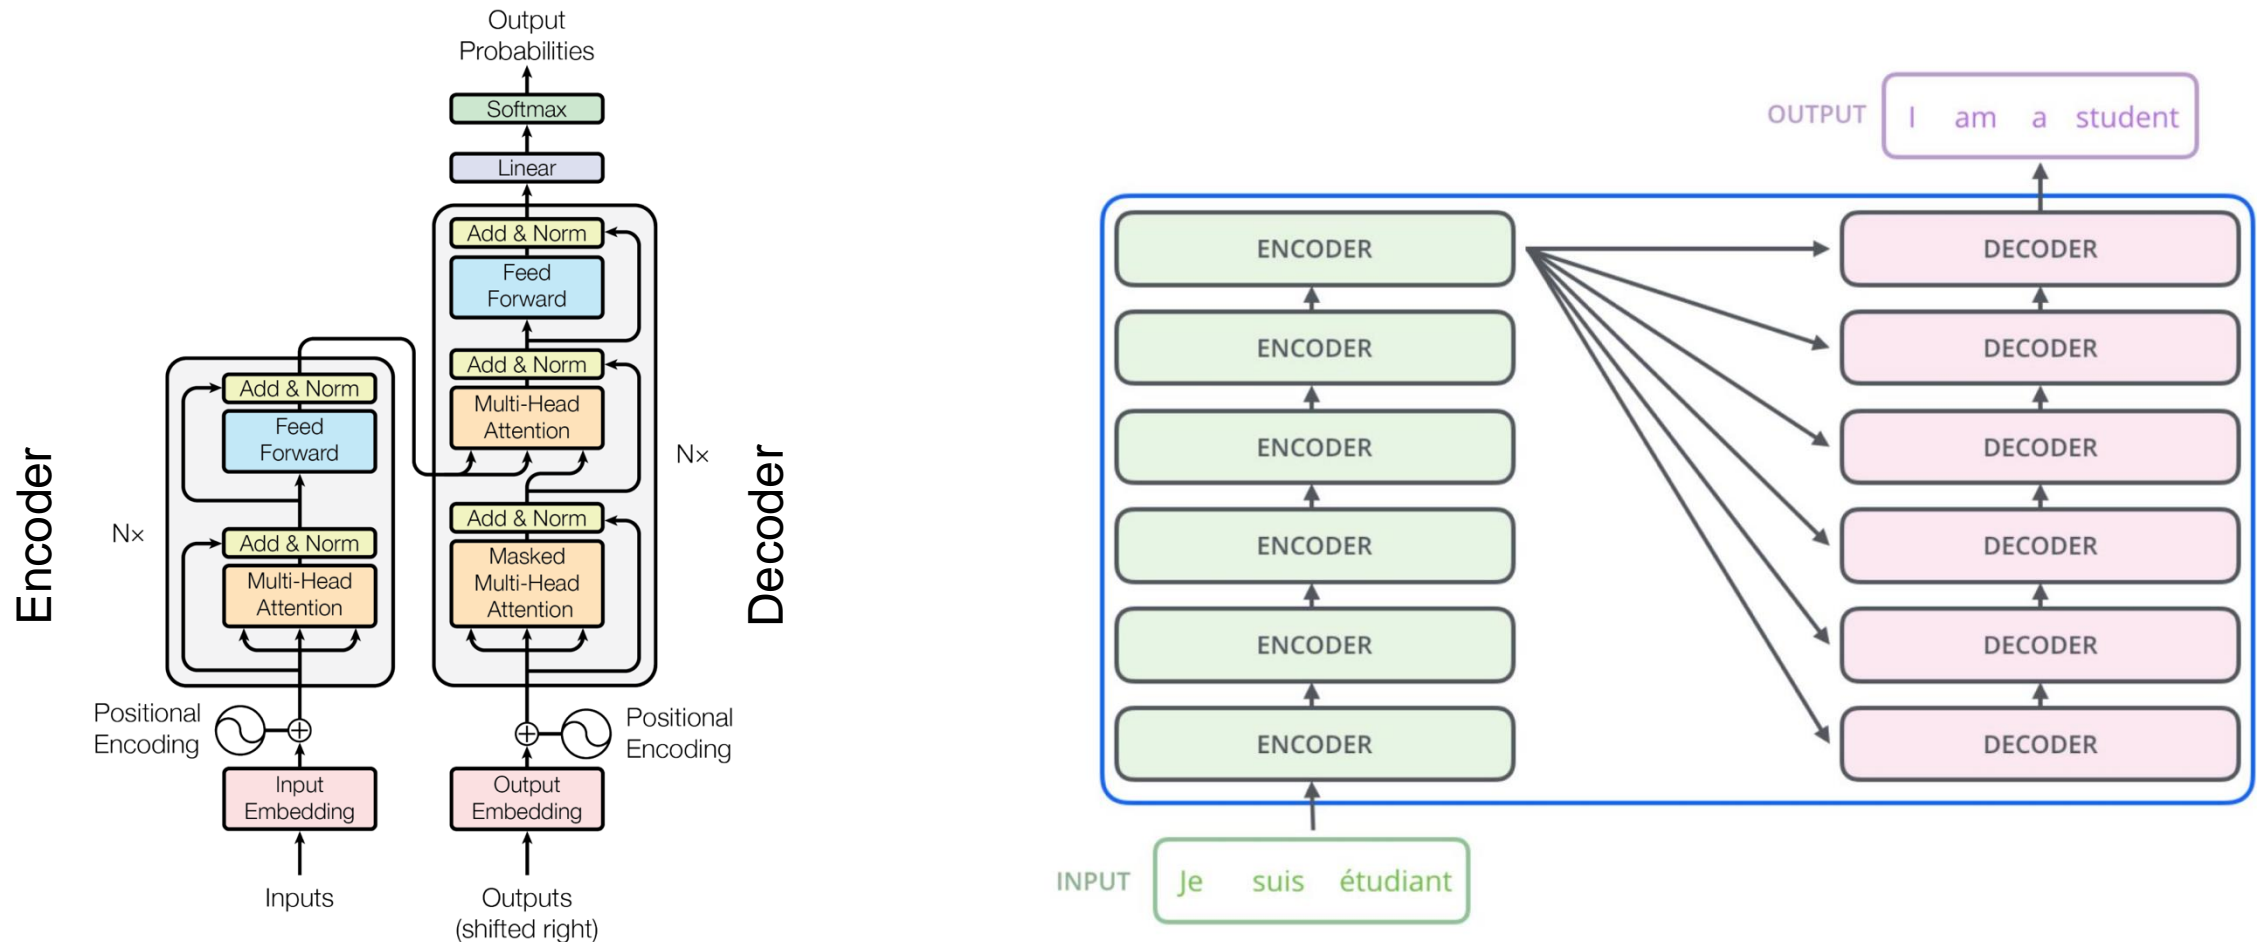 Output
Probabilities
Softmax
Linear
Add & Norm
Feed
Forward
Add & Norm
Multi-Head
Attention
Add & Norm
Masked
Multi-Head
Attention
N×
Decoder
Positional
Encoding
Output
Embedding
Outputs
(shifted right)
Encoder
N×
Add & Norm
Feed
Forward
Add & Norm
Multi-Head
Attention
Positional
Encoding
Input
Embedding
Inputs
OUTPUT I am a student
ENCODER
DECODER
ENCODER
DECODER
ENCODER
DECODER
ENCODER
DECODER
ENCODER
DECODER
ENCODER
DECODER
INPUT Je suis étudiant